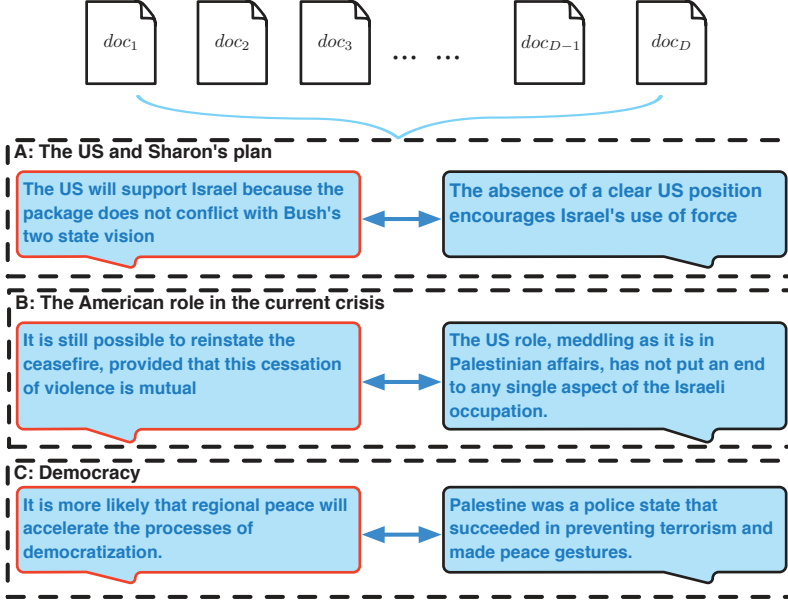 doc1 doc2 doc3 ... ... docD−1 docD
A: The US and Sharon's plan
The US will support Israel because the
package does not conflict with Bush's
two state vision
The absence of a clear US position
encourages Israel's use of force
B: The American role in the current crisis
It is still possible to reinstate the
ceasefire, provided that this cessation
of violence is mutual
The US role, meddling as it is in
Palestinian affairs, has not put an end
to any single aspect of the Israeli
occupation.
C: Democracy
It is more likely that regional peace will
accelerate the processes of
democratization.
Palestine was a police state that
succeeded in preventing terrorism and
made peace gestures.